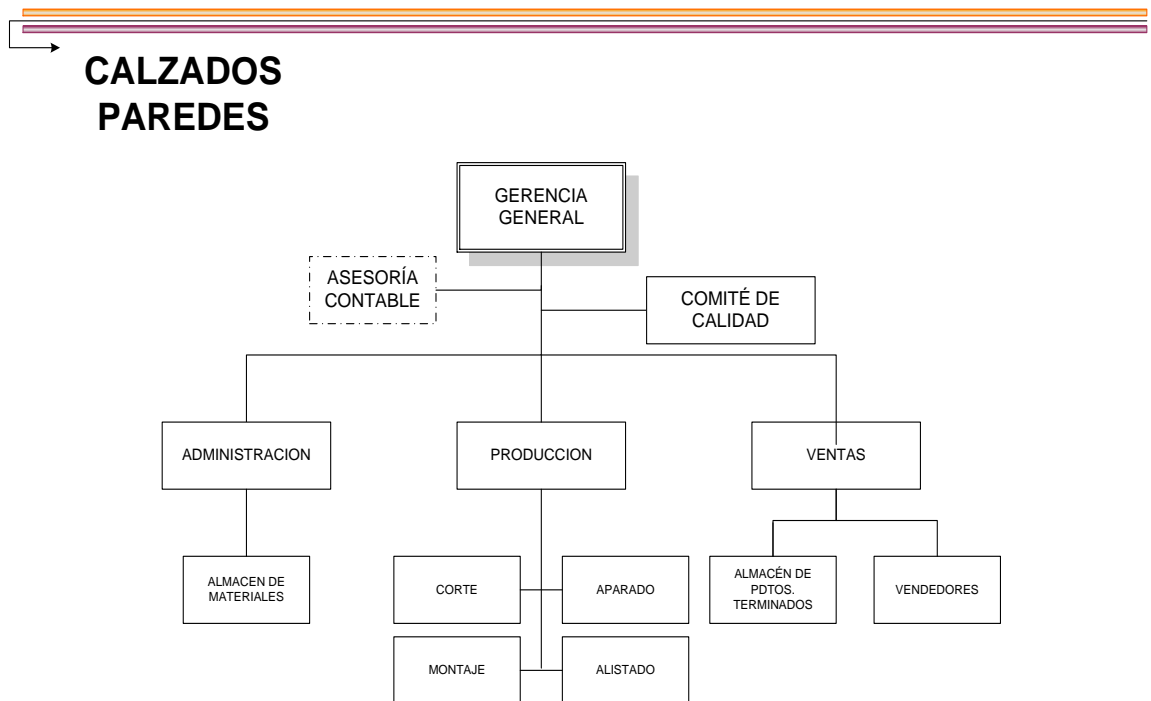 CALZADOS
PAREDES
GERENCIA
GENERAL
ASESORÍA
CONTABLE
COMITÉ DE
CALIDAD
ADMINISTRACION
PRODUCCION
VENTAS
ALMACEN DE
MATERIALES
CORTE
APARADO
ALMACÉN DE
PDTOS.
TERMINADOS
VENDEDORES
MONTAJE
ALISTADO